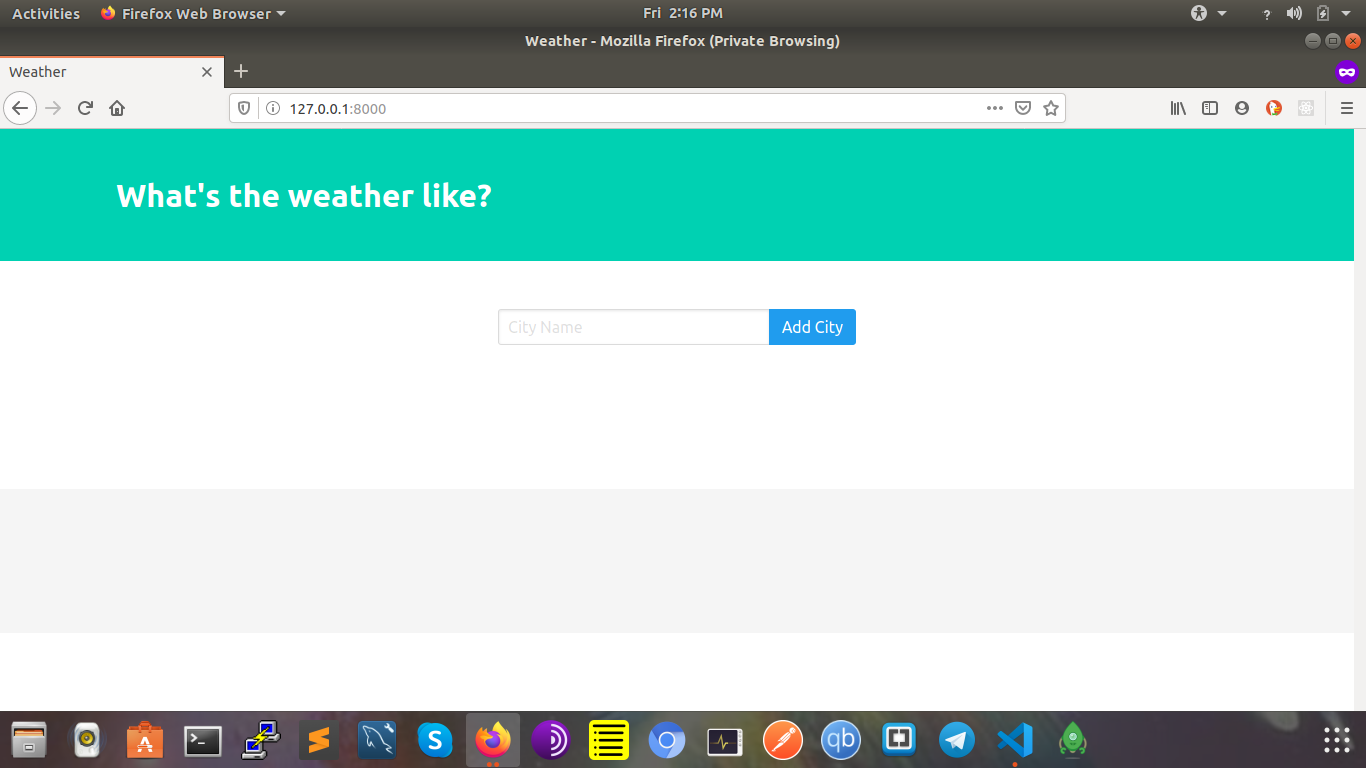 Activities
Firefox Web Browser
Fri 2:16 PM
?
Weather - Mozilla Firefox (Private Browsing)
Weather
127.0.0.1:8000
What's the weather like?
City Name
Add City
S
qb